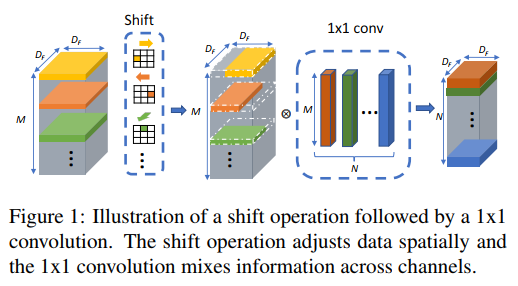 Shift
1x1 conv
D_F D_F
D_F D_F
D_F D_F
M
M
M
N
N
Figure 1: Illustration of a shift operation followed by a 1x1
convolution. The shift operation adjusts data spatially and
the 1x1 convolution mixes information across channels.